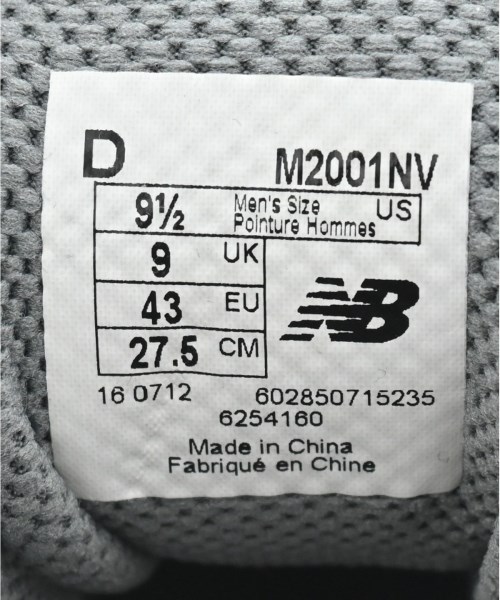 D M2001NV
9½ Men's Size US
Pointure Hommes
9 UK
43 EU
NB
27.5 CM
16 0712 602850715235
6254160
Made in China
Fabriqué en Chine